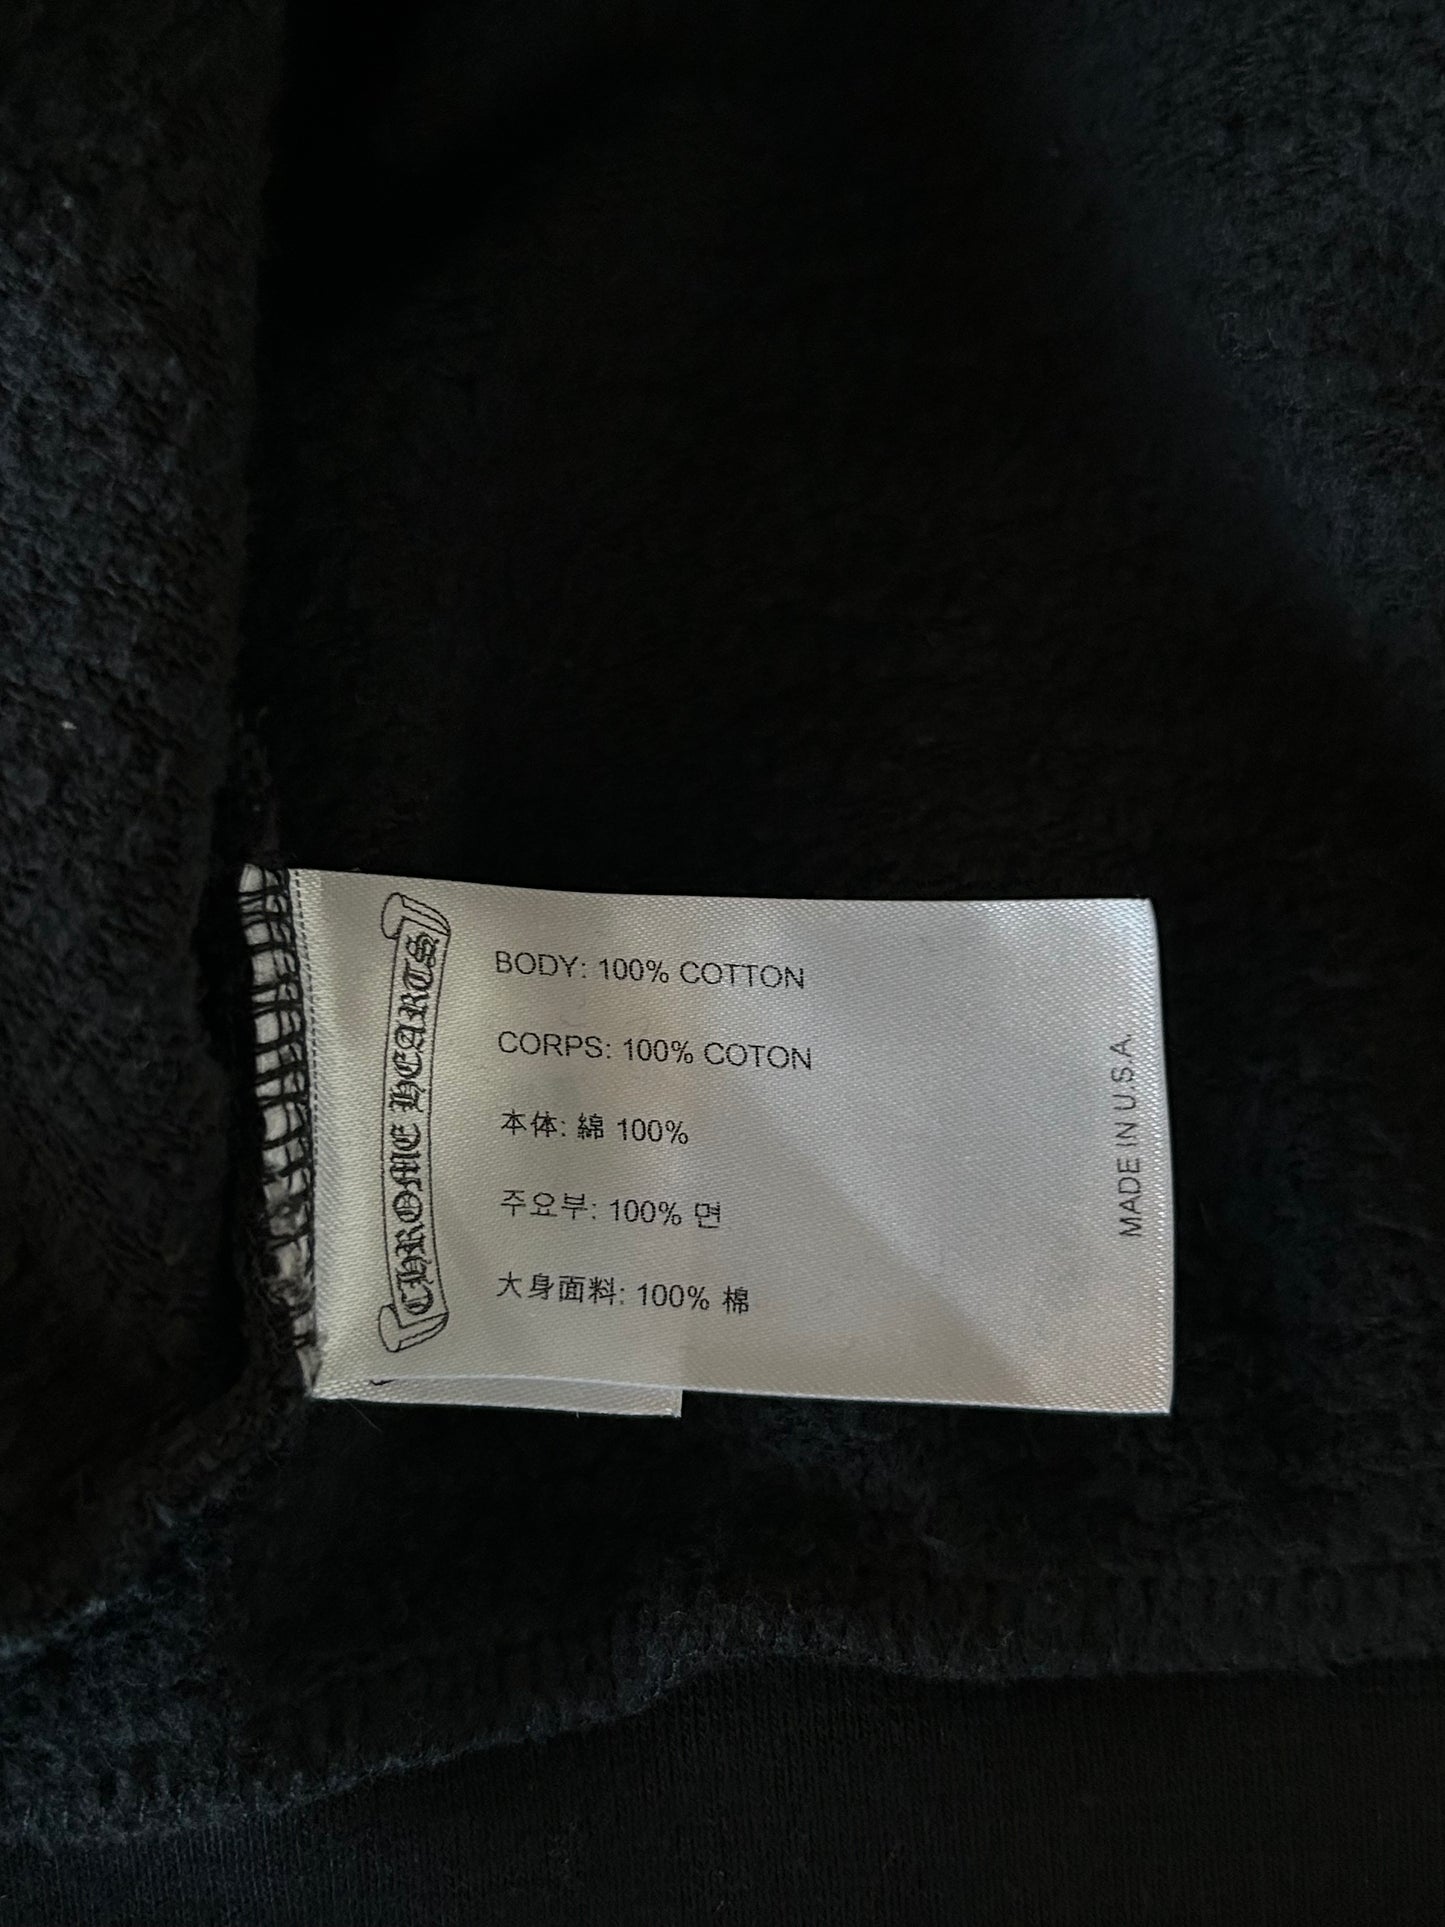 CHROME HEARTS
BODY: 100% COTTON
CORPS: 100% COTON
本体: 綿 100%
주요부: 100% 면
大身面料: 100% 棉
MADE IN U.S.A.